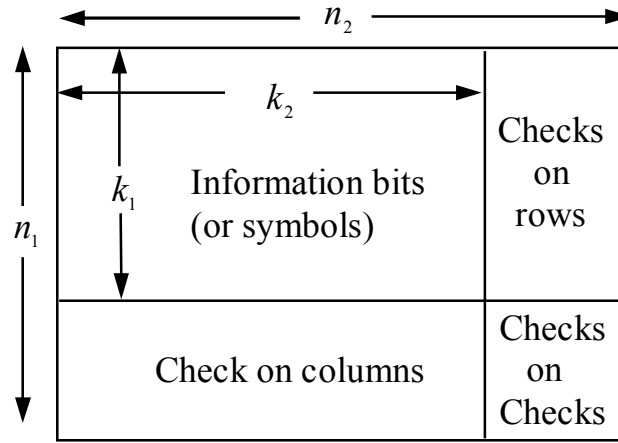 n₂
k₂
Checks
on
rows
k₁
Information bits
(or symbols)
n₁
Check on columns
Checks
on
Checks